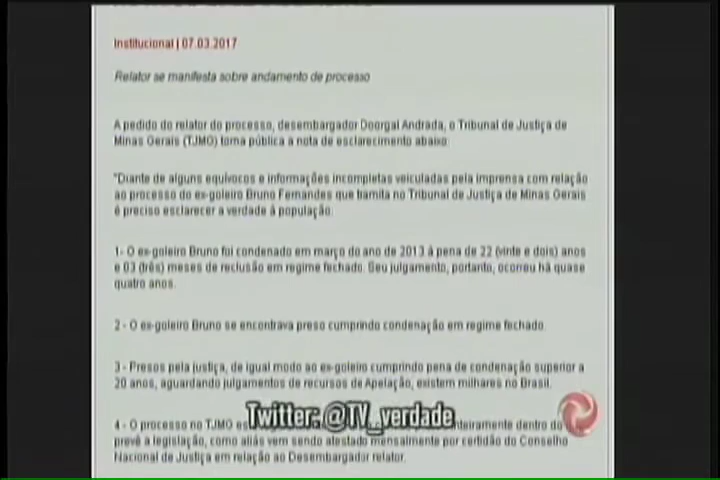 Institucional | 07.03.2017
Relator se manifesta sobre andamento de processo
A pedido do relator do processo, desembargador Doorgal Andrada, o Tribunal de Justiça de
Minas Gerais (TJMG) torna pública a nota de esclarecimento abaixo:
"Diante de alguns equívocos e informações incompletas veiculadas pela imprensa com relação
ao processo do ex-goleiro Bruno Fernandes que tramita no Tribunal de Justiça de Minas Gerais
é preciso esclarecer a verdade à população.
1- O ex-goleiro Bruno foi condenado em março do ano de 2013 à pena de 22 (vinte e dois) anos
e 03 (três) meses de reclusão em regime fechado. Seu julgamento, portanto, ocorreu há quase
quatro anos.
2 - O ex-goleiro Bruno se encontrava preso cumprindo condenação em regime fechado.
3 - Presos pela justiça, de igual modo ao ex-goleiro cumprindo pena de condenação superior a
20 anos, aguardando julgamentos de recursos de Apelação, existem milhares no Brasil.
4 - O processo no TJMG inteiramente dentro do
Twitter: @TV_verdade
prevê a legislação, como aliás vem sendo atestado mensalmente por certidão do Conselho
Nacional de Justiça em relação ao Desembargador relator.